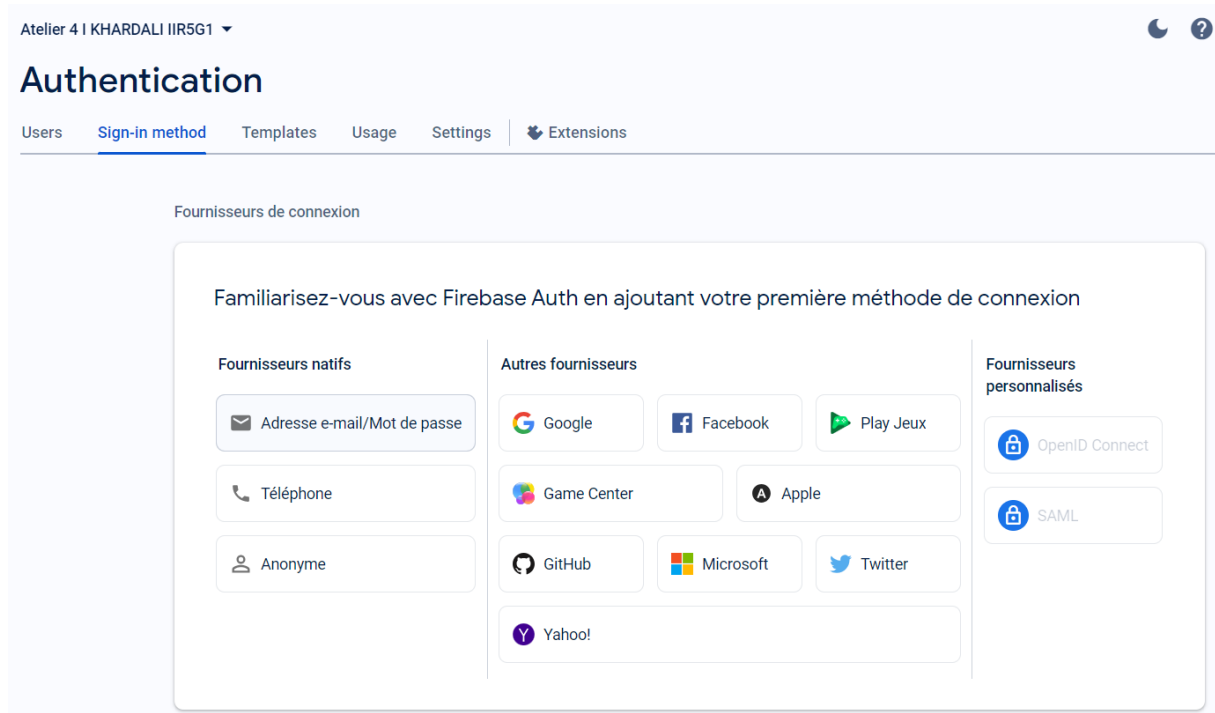 Atelier 4 I KHARDALI IIR5G1
Authentication
Users Sign-in method Templates Usage Settings Extensions
Fournisseurs de connexion
Familiarisez-vous avec Firebase Auth en ajoutant votre première méthode de connexion
Fournisseurs natifs
Adresse e-mail/Mot de passe
Téléphone
Anonyme
Autres fournisseurs
Google Facebook Play Jeux
Game Center Apple
GitHub Microsoft Twitter
Yahoo!
Fournisseurs
personnalisés
OpenID Connect
SAML